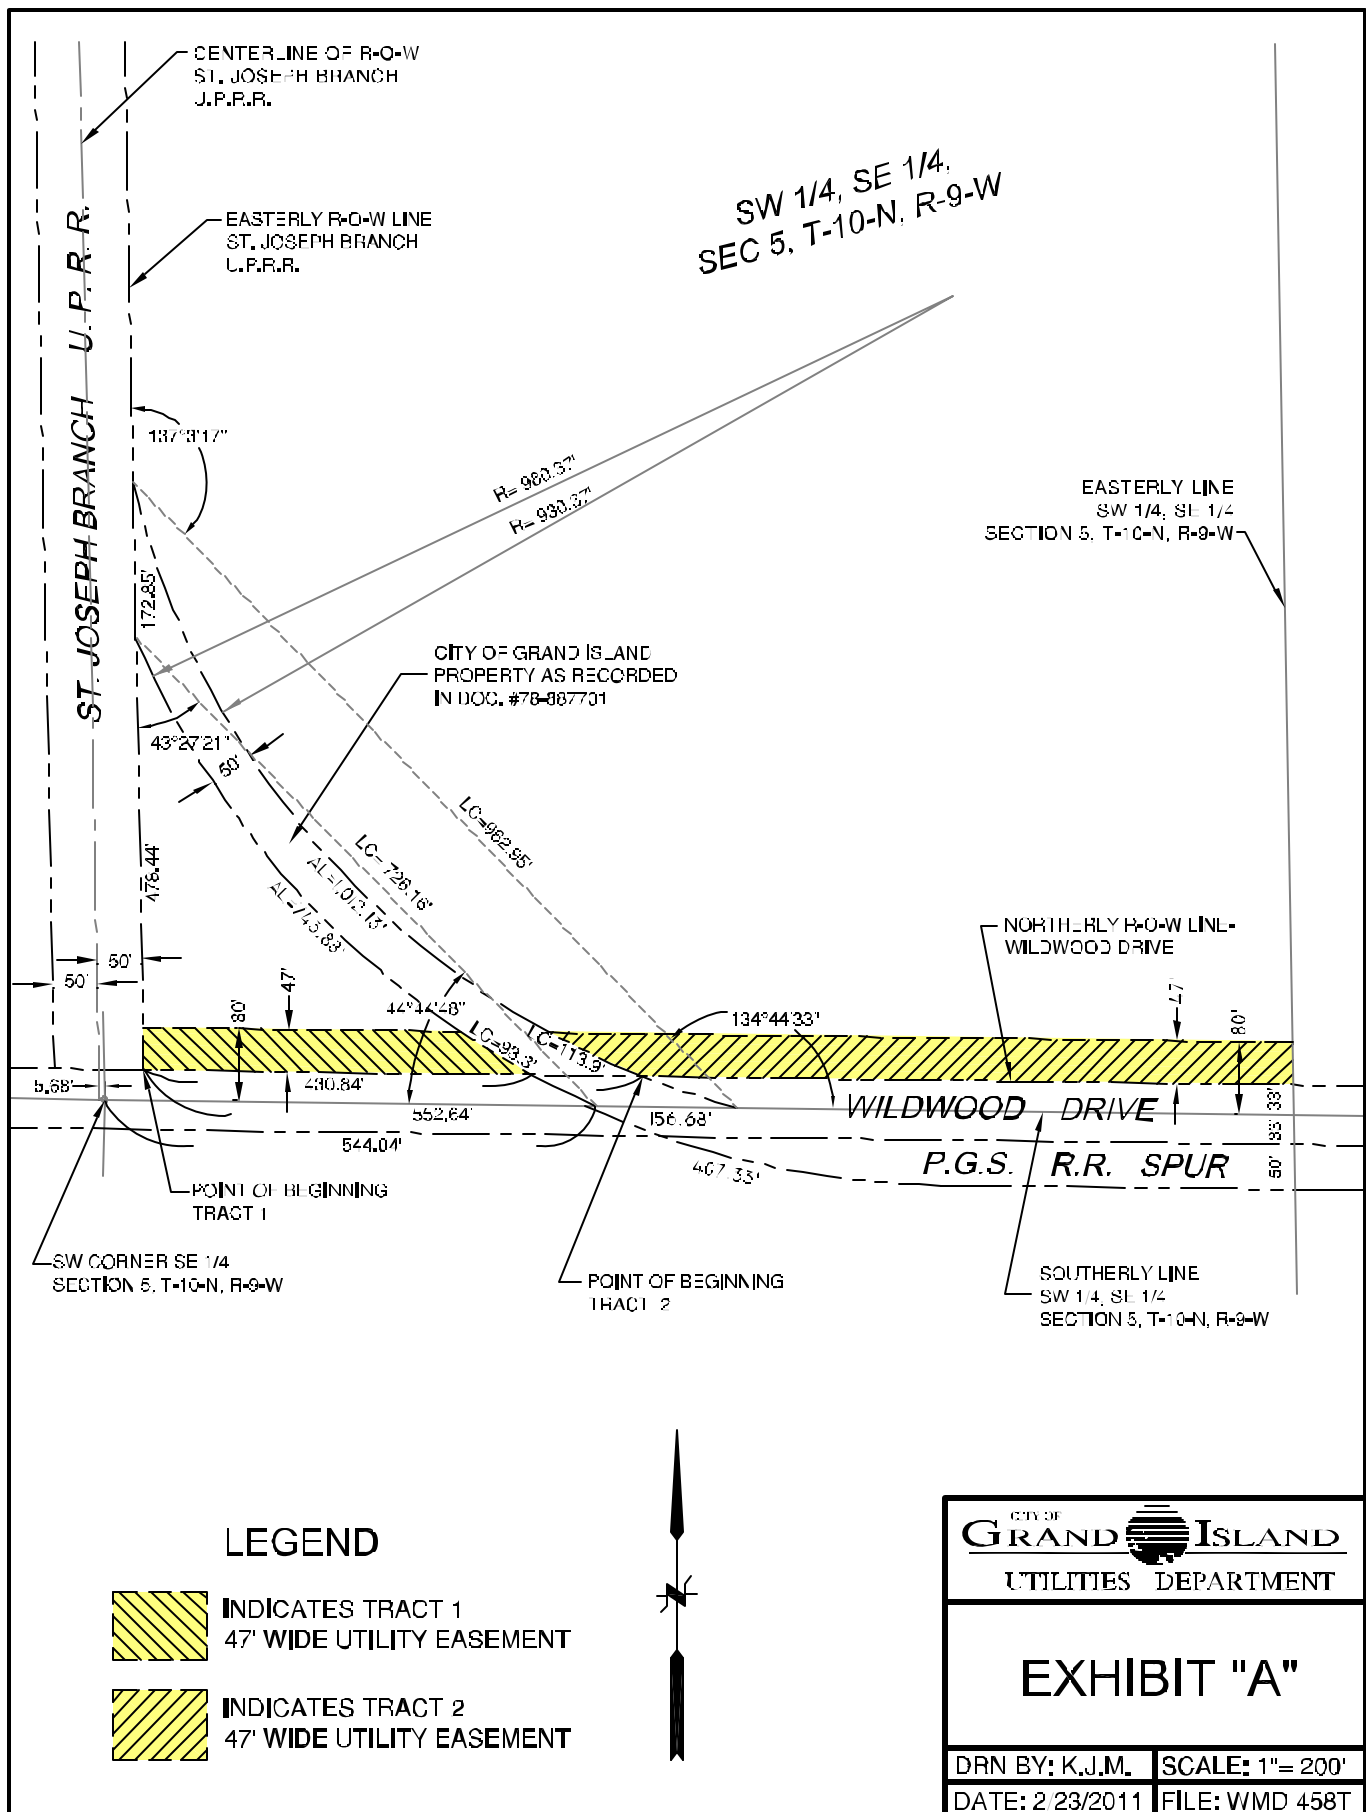 CENTERLINE OF R-O-W
ST. JOSEPH BRANCH
U.P.R.R.
SW 1/4, SE 1/4,
SEC 5, T-10-N, R-9-W
EASTERLY R-O-W LINE
ST. JOSEPH BRANCH
U.P.R.R.
ST. JOSEPH BRANCH U.P.R.R.
137°3'17"
R= 980.37'
R= 930.37'
EASTERLY LINE
SW 1/4, SE 1/4
SECTION 5, T-10-N, R-9-W
172.85'
CITY OF GRAND ISLAND
PROPERTY AS RECORDED
IN DOC. #78-887701
43°27'21"
50'
LC=962.95'
LC=726.16'
AL=1,012.13'
AL=743.83'
478.44'
NORTHERLY R-O-W LINE-
WILDWOOD DRIVE
50'
50'
47'
80'
44°44'48"
134°44'33"
47'
80'
LC=93.3'
LC=113.9'
5.68'
430.84'
552.64'
156.68'
WILDWOOD DRIVE
33'
33'
544.04'
467.33'
P.G.S. R.R. SPUR
50'
POINT OF BEGINNING
TRACT 1
SW CORNER SE 1/4
SECTION 5, T-10-N, R-9-W
POINT OF BEGINNING
TRACT 2
SOUTHERLY LINE
SW 1/4, SE 1/4
SECTION 5, T-10-N, R-9-W
LEGEND
INDICATES TRACT 1
47' WIDE UTILITY EASEMENT
INDICATES TRACT 2
47' WIDE UTILITY EASEMENT
CITY OF
GRAND ISLAND
UTILITIES DEPARTMENT
EXHIBIT "A"
DRN BY: K.J.M.
SCALE: 1"= 200'
DATE: 2/23/2011
FILE: WMD 458T